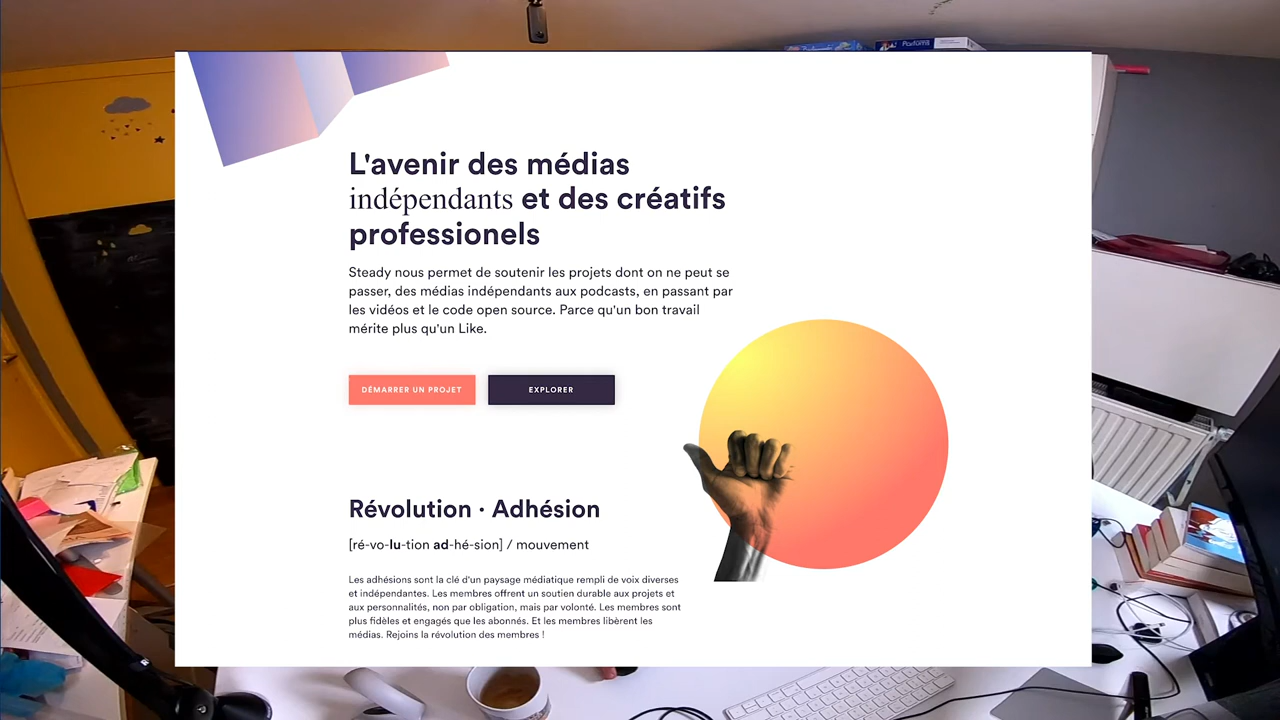 Parfums
L'avenir des médias
indépendants et des créatifs
professionels
Steady nous permet de soutenir les projets dont on ne peut se
passer, des médias indépendants aux podcasts, en passant par
les vidéos et le code open source. Parce qu'un bon travail
mérite plus qu'un Like.
DÉMARRER UN PROJET
EXPLORER
Révolution · Adhésion
[ré-vo-lu-tion ad-hé-sion] / mouvement
Les adhésions sont la clé d'un paysage médiatique rempli de voix diverses
et indépendantes. Les membres offrent un soutien durable aux projets et
aux personnalités, non par obligation, mais par volonté. Les membres sont
plus fidèles et engagés que les abonnés. Et les membres libèrent les
médias. Rejoins la révolution des membres !